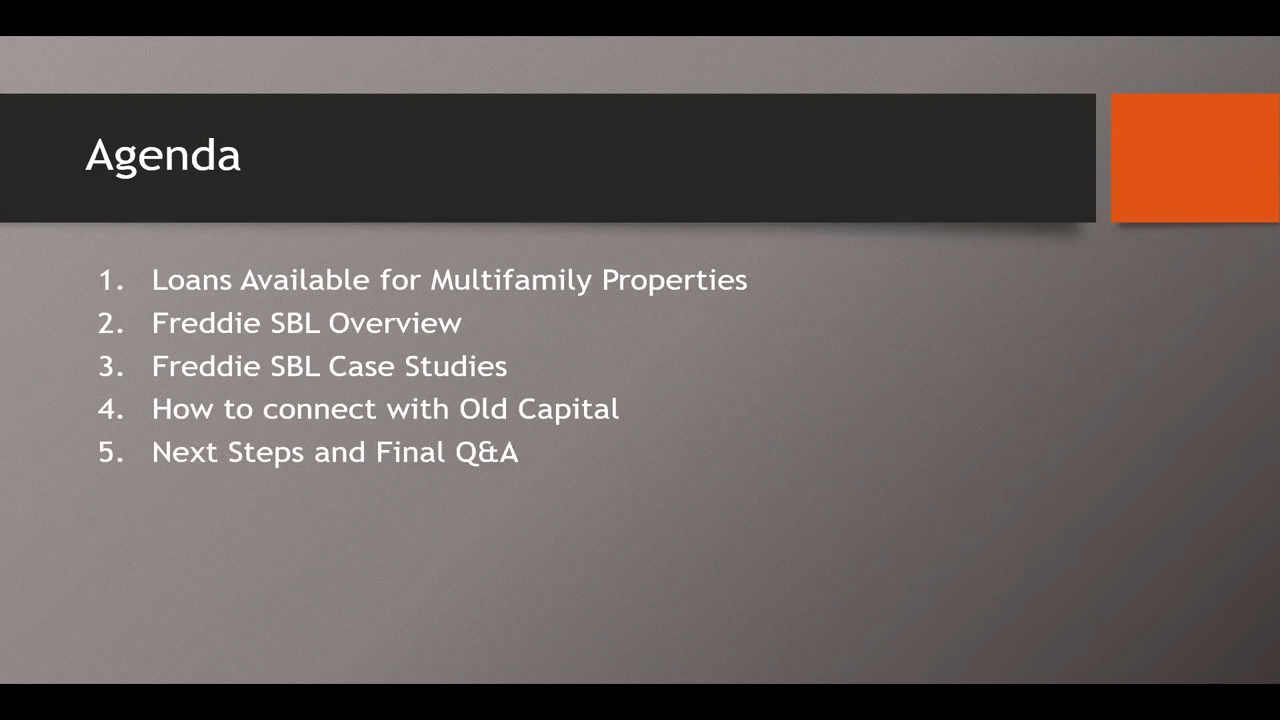 Agenda
1. Loans Available for Multifamily Properties
2. Freddie SBL Overview
3. Freddie SBL Case Studies
4. How to connect with Old Capital
5. Next Steps and Final Q&A